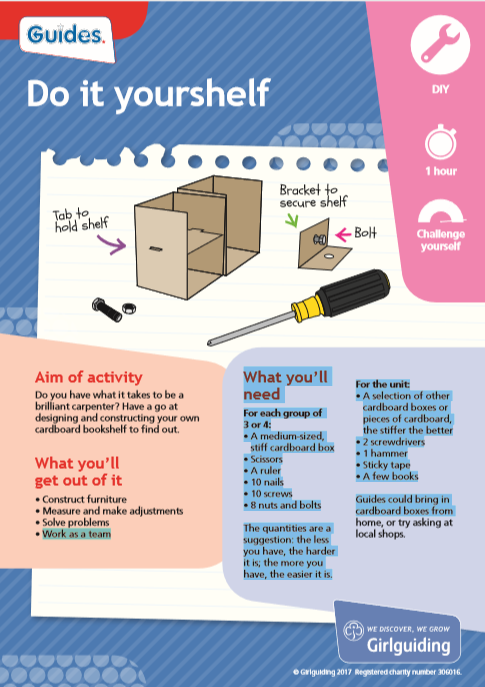 Guides.
Do it yourshelf
DIY
1 hour
Challenge
yourself
Tab to
hold shelf
Bracket to
secure shelf
Bolt
Aim of activity
Do you have what it takes to be a
brilliant carpenter? Have a go at
designing and constructing your own
cardboard bookshelf to find out.
What you'll
get out of it
• Construct furniture
• Measure and make adjustments
• Solve problems
• Work as a team
What you'll
need
For each group of
3 or 4:
• A medium-sized,
stiff cardboard box
• Scissors
• A ruler
• 10 nails
• 10 screws
• 8 nuts and bolts
The quantities are a
suggestion: the less
you have, the harder
it is; the more you
have, the easier it is.
For the unit:
• A selection of other
cardboard boxes or
pieces of cardboard,
the stiffer the better
• 2 screwdrivers
• 1 hammer
• Sticky tape
• A few books
Guides could bring in
cardboard boxes from
home, or try asking at
local shops.
WE DISCOVER, WE GROW
Girlguiding
© Girlguiding 2017 Registered charity number 306016.